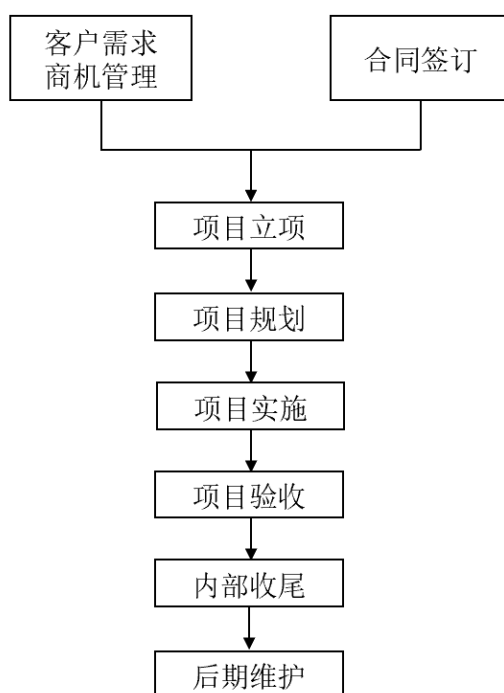 客户需求
商机管理
合同签订
项目立项
项目规划
项目实施
项目验收
内部收尾
后期维护